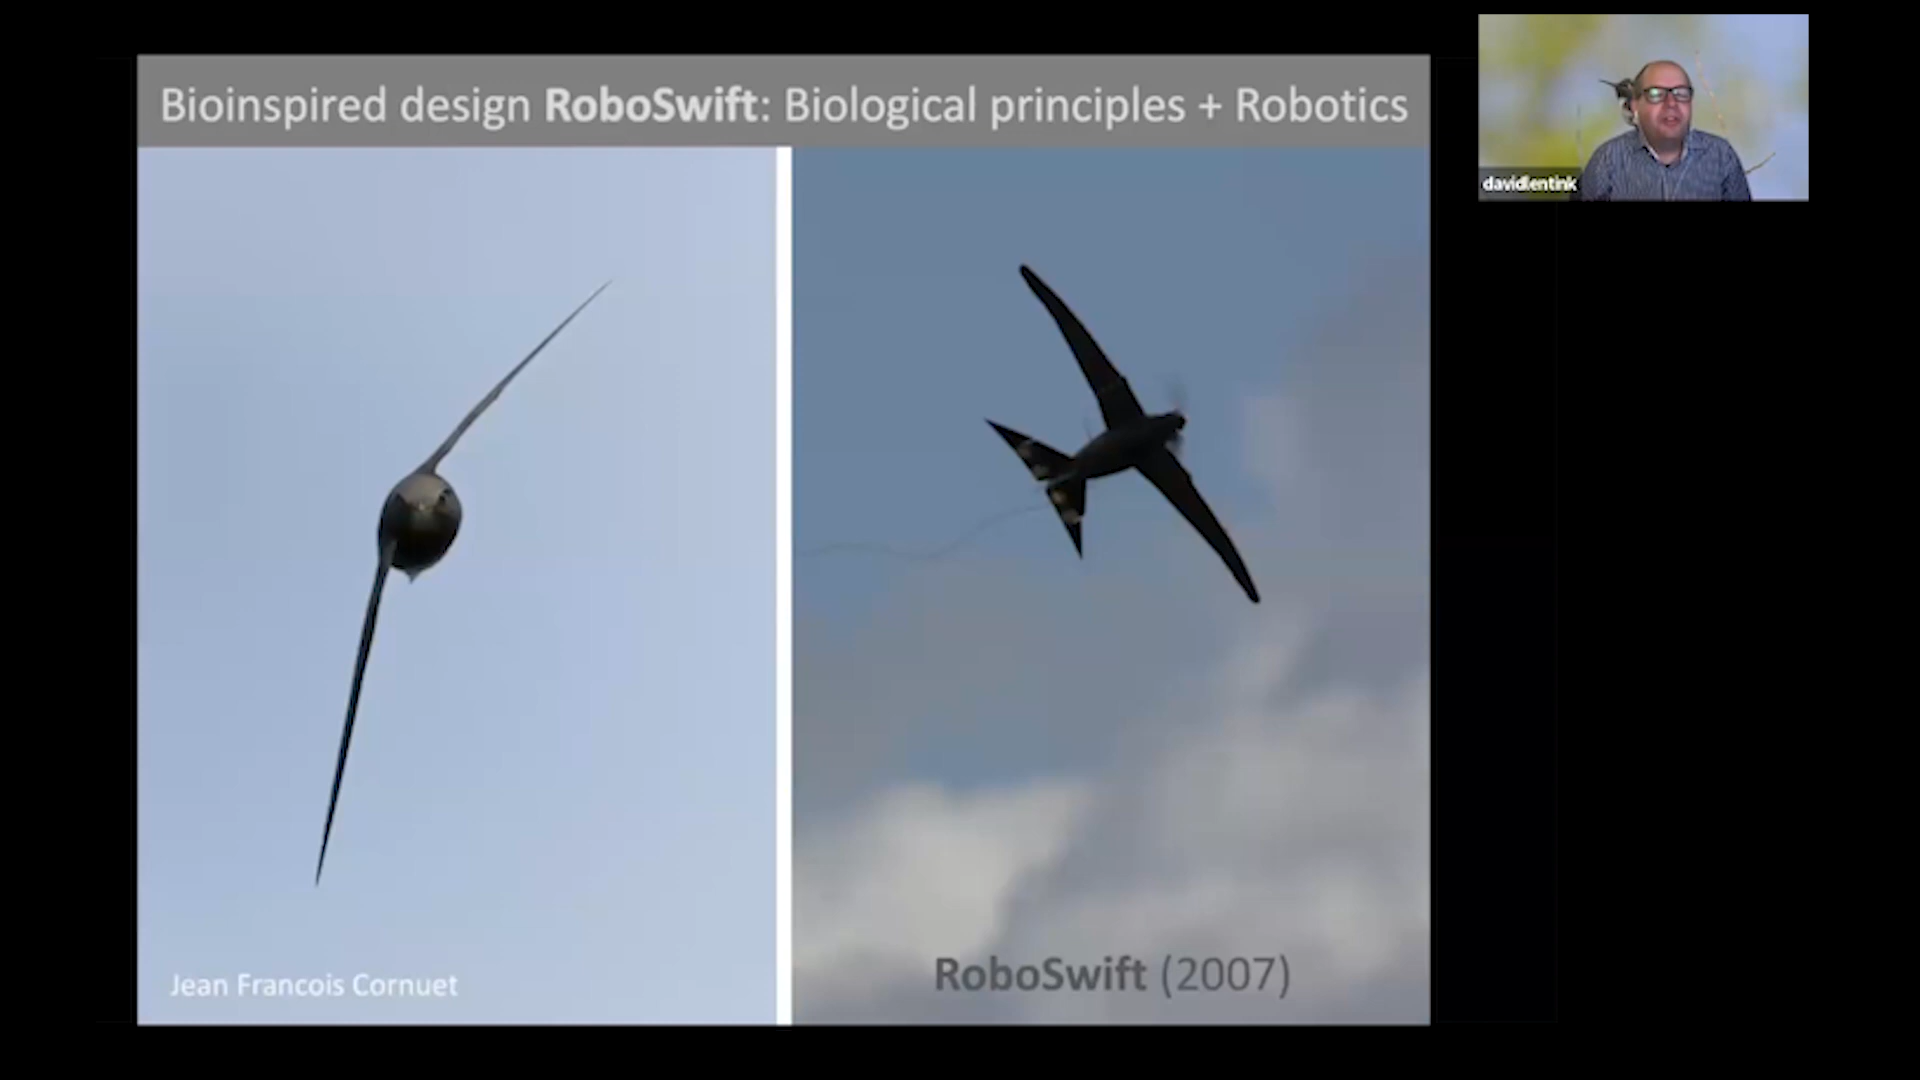 Bioinspired design RoboSwift: Biological principles + Robotics
davidlentink
Jean Francois Cornuet
RoboSwift (2007)